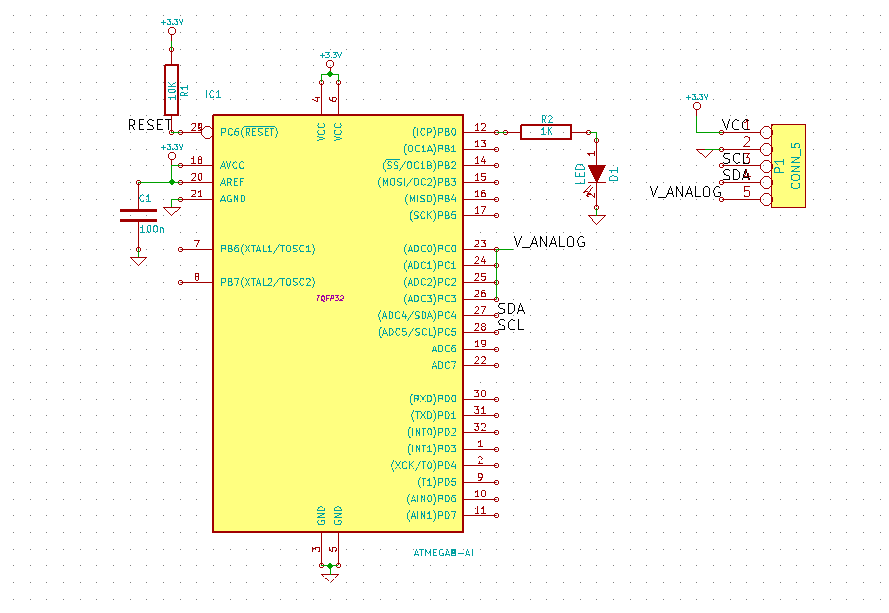 +3.3V
10K
R1
IC1
RESET
29
PC6(RESET)
+3.3V
18
AVCC
20
AREF
21
AGND
C1
100n
7
PB6(XTAL1/TOSC1)
8
PB7(XTAL2/TOSC2)
TQFP32
+3.3V
4
6
VCC
VCC
(ICP)PB0
12
(OC1A)PB1
13
(SS/OC1B)PB2
14
(MOSI/OC2)PB3
15
(MISO)PB4
16
(SCK)PB5
17
(ADC0)PC0
23
V_ANALOG
(ADC1)PC1
24
(ADC2)PC2
25
(ADC3)PC3
26
(ADC4/SDA)PC4
27
SDA
(ADC5/SCL)PC5
28
SCL
ADC6
19
ADC7
22
(RXD)PD0
30
(TXD)PD1
31
(INT0)PD2
32
(INT1)PD3
1
(XCK/T0)PD4
2
(T1)PD5
9
(AIN0)PD6
10
(AIN1)PD7
11
GND
GND
3
5
ATMEGA8-AI
R2
1K
LED
1
2
D1
+3.3V
VCC
1
2
SCL
3
SDA
4
V_ANALOG
5
P1
CONN_5